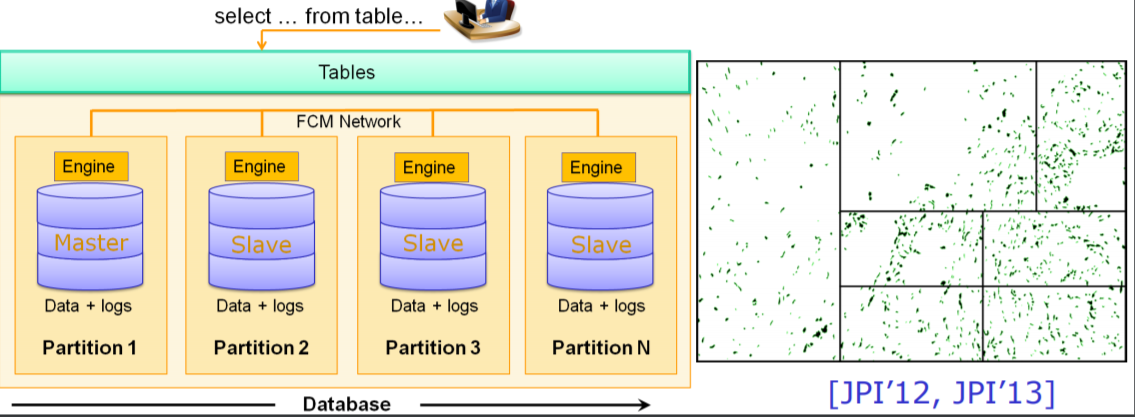 select … from table…
Tables
FCM Network
Engine
Engine
Engine
Engine
Master
Slave
Slave
Slave
Data + logs
Data + logs
Data + logs
Data + logs
Partition 1
Partition 2
Partition 3
Partition N
Database
[JPI’12, JPI’13]